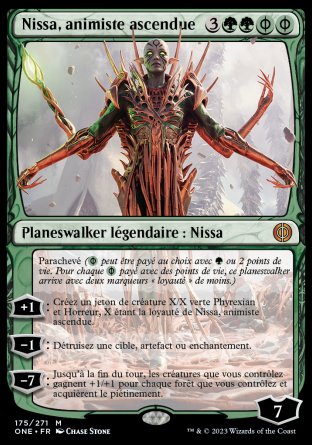 Nissa, animiste ascendue 3
Planeswalker légendaire : Nissa
Parachevé ( peut être payé au choix avec ou 2 points de
vie. Pour chaque payé avec des points de vie, ce planeswalker
arrive avec deux marqueurs « loyauté » de moins.)
+1 : Créez un jeton de créature X/X verte Phyrexian
et Horreur, X étant la loyauté de Nissa, animiste
ascendue.
-1 : Détruisez une cible, artefact ou enchantement.
-7 : Jusqu'à la fin du tour, les créatures que vous contrôlez
gagnent +1/+1 pour chaque forêt que vous contrôlez et
acquièrent le piétinement.
7
175/271 M
ONE • FR Chase Stone
™ & © 2023 Wizards of the Coast